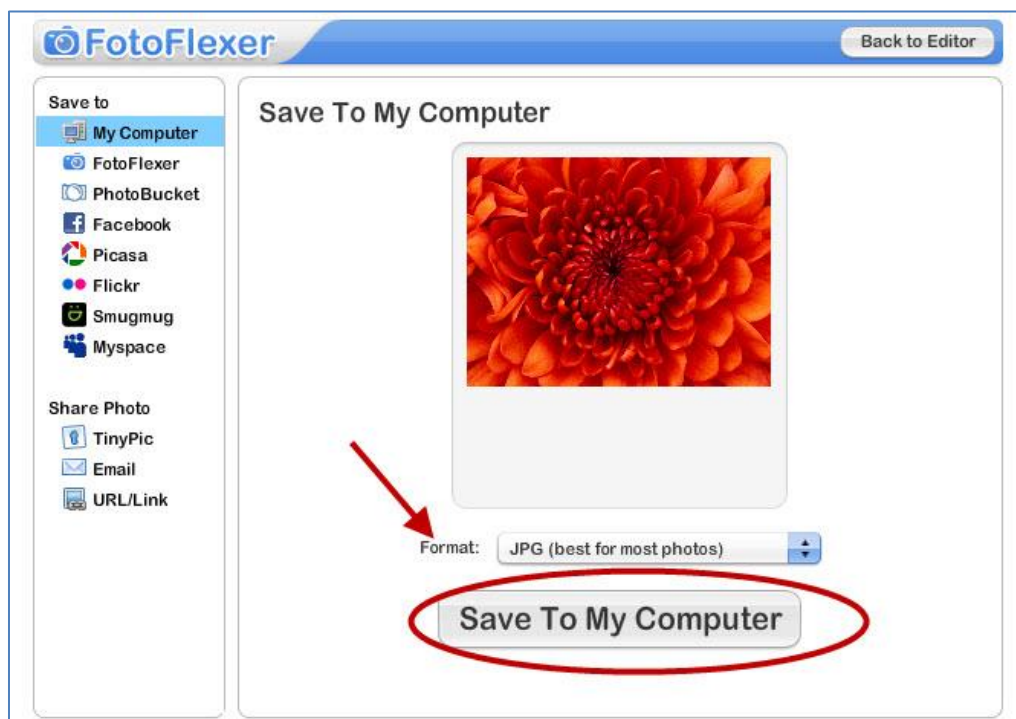 FotoFlexer
Back to Editor
Save to
My Computer
FotoFlexer
PhotoBucket
Facebook
Picasa
Flickr
Smugmug
Myspace
Share Photo
TinyPic
Email
URL/Link
Save To My Computer
Format: JPG (best for most photos)
Save To My Computer